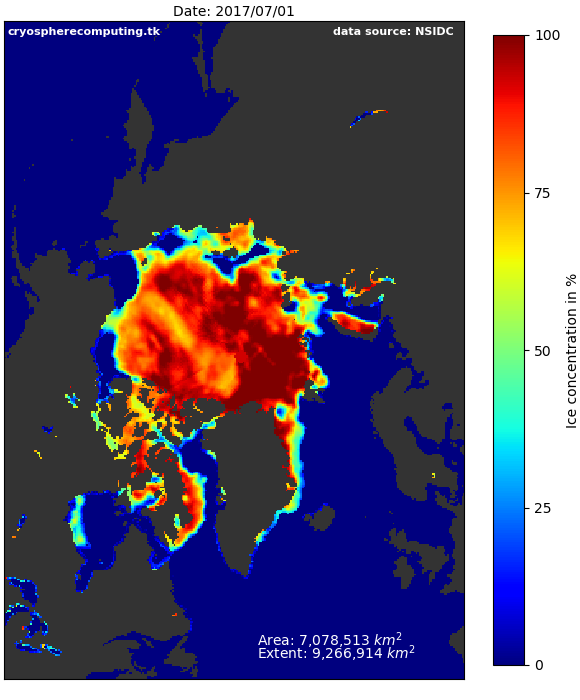 Date: 2017/07/01
cryospherecomputing.tk
data source: NSIDC
100
75
50
25
0
Ice concentration in %
Area: 7,078,513 km²
Extent: 9,266,914 km²